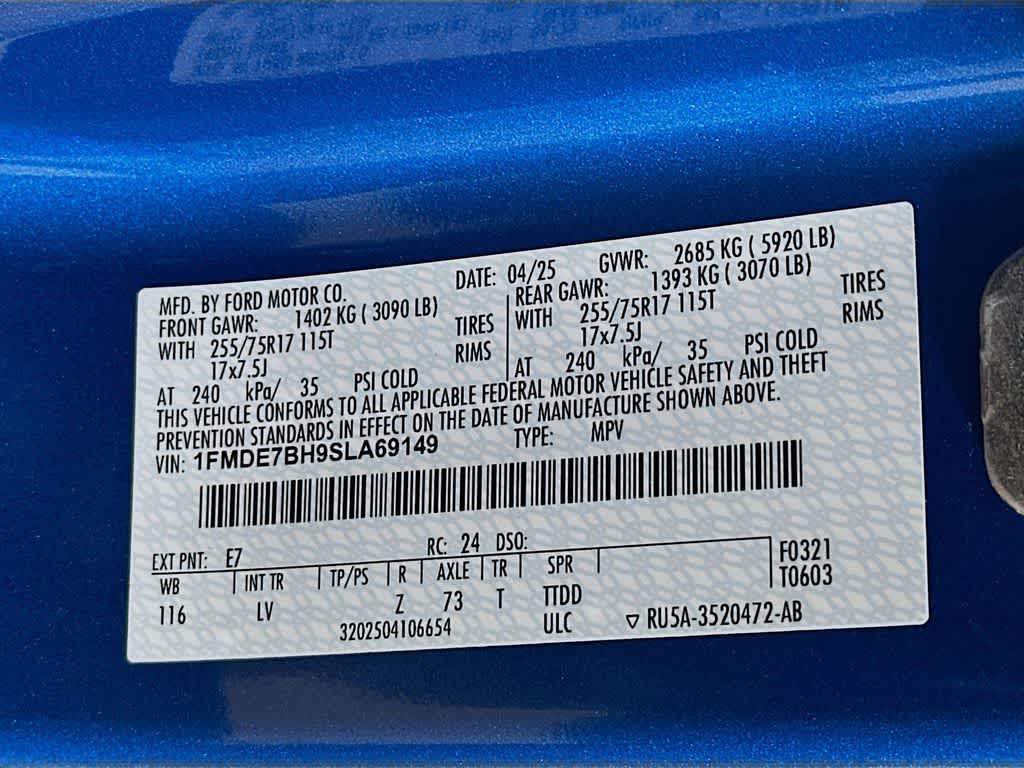 MFD. BY FORD MOTOR CO. DATE: 04/25 GVWR: 2685 KG ( 5920 LB)
FRONT GAWR: 1402 KG ( 3090 LB) REAR GAWR: 1393 KG ( 3070 LB)
WITH 255/75R17 115T TIRES WITH 255/75R17 115T TIRES
17x7.5J RIMS 17x7.5J RIMS
AT 240 kPa/ 35 PSI COLD AT 240 kPa/ 35 PSI COLD
THIS VEHICLE CONFORMS TO ALL APPLICABLE FEDERAL MOTOR VEHICLE SAFETY AND THEFT
PREVENTION STANDARDS IN EFFECT ON THE DATE OF MANUFACTURE SHOWN ABOVE.
VIN: 1FMDE7BH9SLA69149 TYPE: MPV
EXT PNT: E7 RC: 24 DSO: F0321
WB INT TR TP/PS R AXLE TR SPR T0603
116 LV Z 73 T TTDD
3202504106654 ULC ▽ RU5A-3520472-AB